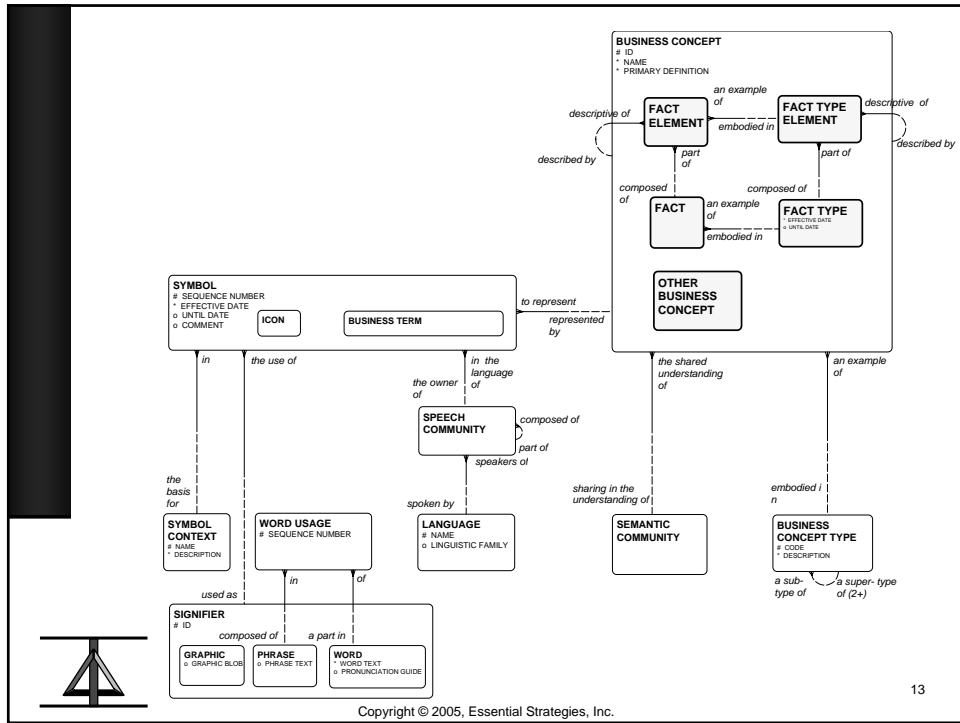 BUSINESS CONCEPT
# ID
* NAME
* PRIMARY DEFINITION
an example
of
FACT
ELEMENT
FACT TYPE
ELEMENT
descriptive of
descriptive of
embodied in
described by
described by
part
of
part of
composed
of
composed of
FACT
an example
of
embodied in
FACT TYPE
* EFFECTIVE DATE
o UNTIL DATE
OTHER
BUSINESS
CONCEPT
SYMBOL
# SEQUENCE NUMBER
* EFFECTIVE DATE
o UNTIL DATE
o COMMENT
ICON
BUSINESS TERM
to represent
represented
by
in
the use of
in the
language
of
the owner
of
the shared
understanding
of
an example
of
SPEECH
COMMUNITY
composed of
part of
speakers of
the
basis
for
spoken by
sharing in the
understanding of
embodied i
n
SYMBOL
CONTEXT
# NAME
* DESCRIPTION
WORD USAGE
# SEQUENCE NUMBER
LANGUAGE
# NAME
o LINGUISTIC FAMILY
SEMANTIC
COMMUNITY
BUSINESS
CONCEPT TYPE
# CODE
* DESCRIPTION
in
of
a sub-
type of
a super- type
of (2+)
used as
SIGNIFIER
# ID
composed of
a part in
GRAPHIC
o GRAPHIC BLOB
PHRASE
o PHRASE TEXT
WORD
* WORD TEXT
o PRONUNCIATION GUIDE
13
Copyright © 2005, Essential Strategies, Inc.